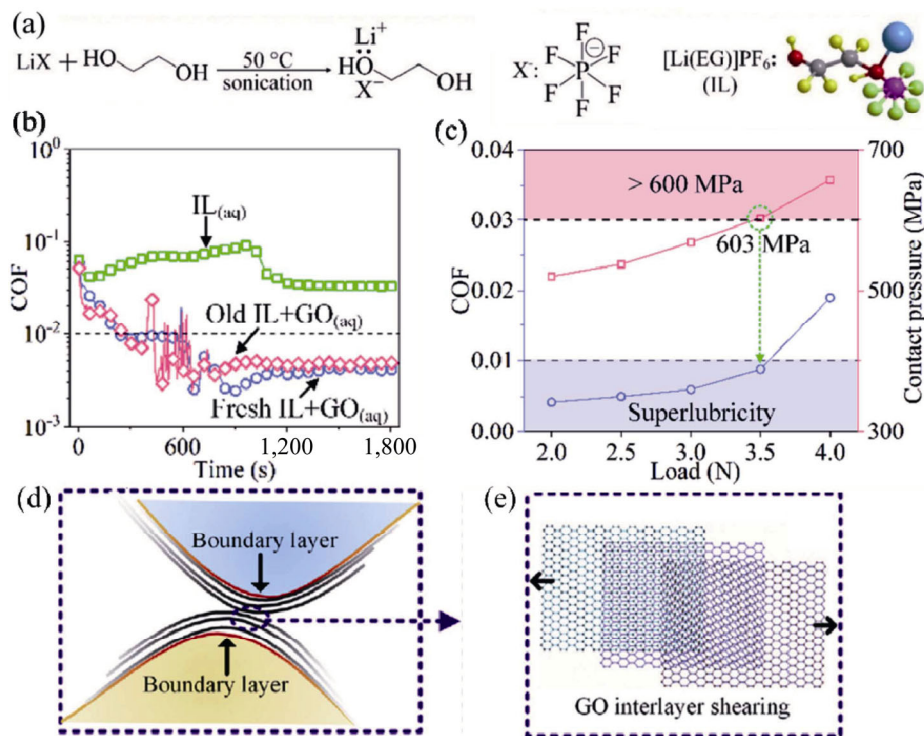 (a)
LiX + HO OH
50 °C
sonication
Li⁺
HO OH
X⁻
X⁻:
F F F P F F F ⊖
[Li(EG)]PF₆:
(IL)
(b)
10⁰
10⁻¹
10⁻²
10⁻³
COF
IL(aq)
Old IL+GO(aq)
Fresh IL+GO(aq)
0 600 1,200 1,800
Time (s)
(c)
0.04
0.03
0.02
0.01
0.00
COF
> 600 MPa
603 MPa
Superlubricity
700
500
300
Contact pressure (MPa)
2.0 2.5 3.0 3.5 4.0
Load (N)
(d)
Boundary layer
Boundary layer
(e)
GO interlayer shearing